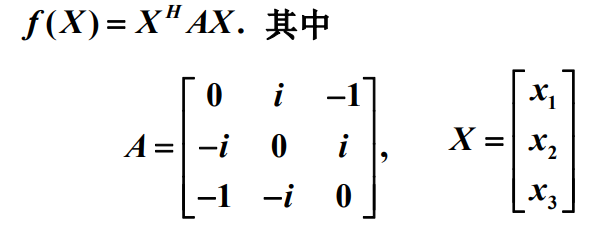 f(X) = X^H AX. 其中
A = [0 i -1; -i 0 i; -1 -i 0], X = [x₁; x₂; x₃]